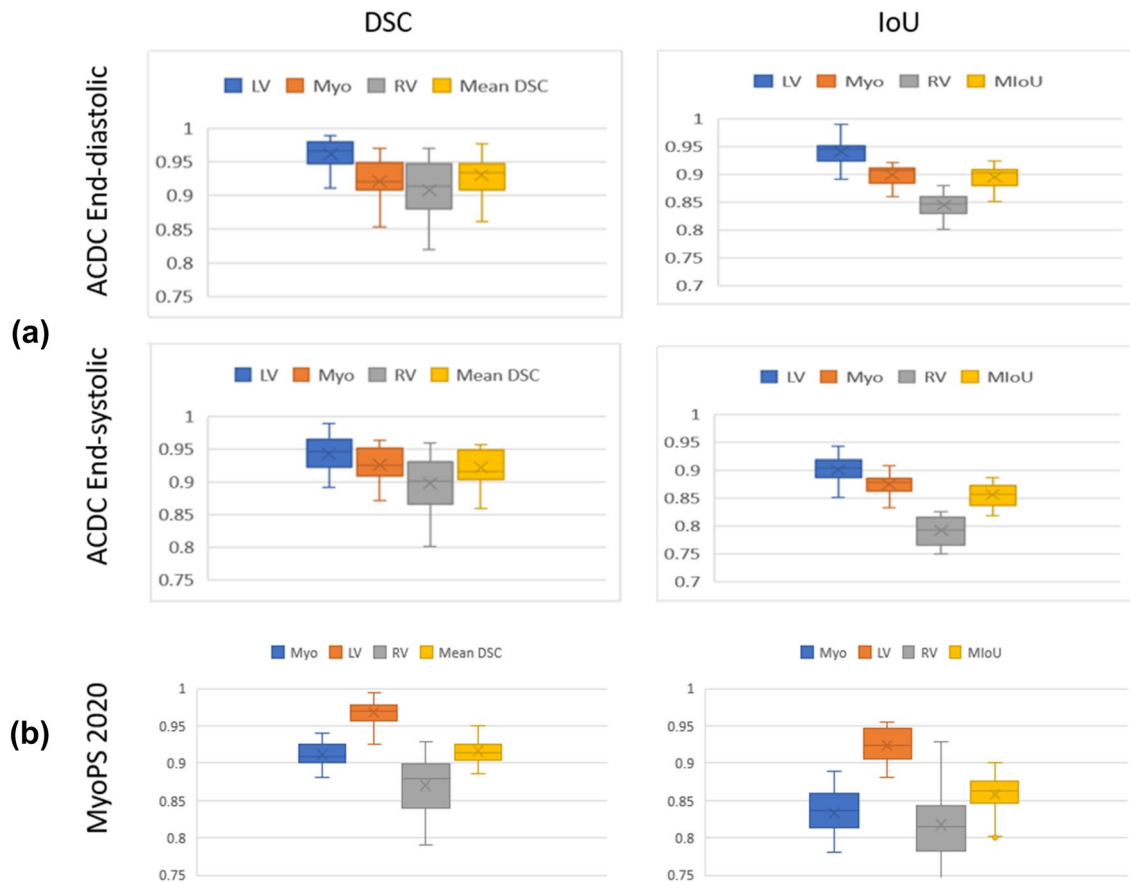 DSC
IoU
(a)
ACDC End-diastolic
LV Myo RV Mean DSC
1
0.95
0.9
0.85
0.8
0.75
LV Myo RV MIoU
1
0.95
0.9
0.85
0.8
0.75
0.7
ACDC End-systolic
LV Myo RV Mean DSC
1
0.95
0.9
0.85
0.8
0.75
LV Myo RV MIoU
1
0.95
0.9
0.85
0.8
0.75
0.7
(b)
MyoPS 2020
Myo LV RV Mean DSC
1
0.95
0.9
0.85
0.8
0.75
Myo LV RV MIoU
1
0.95
0.9
0.85
0.8
0.75